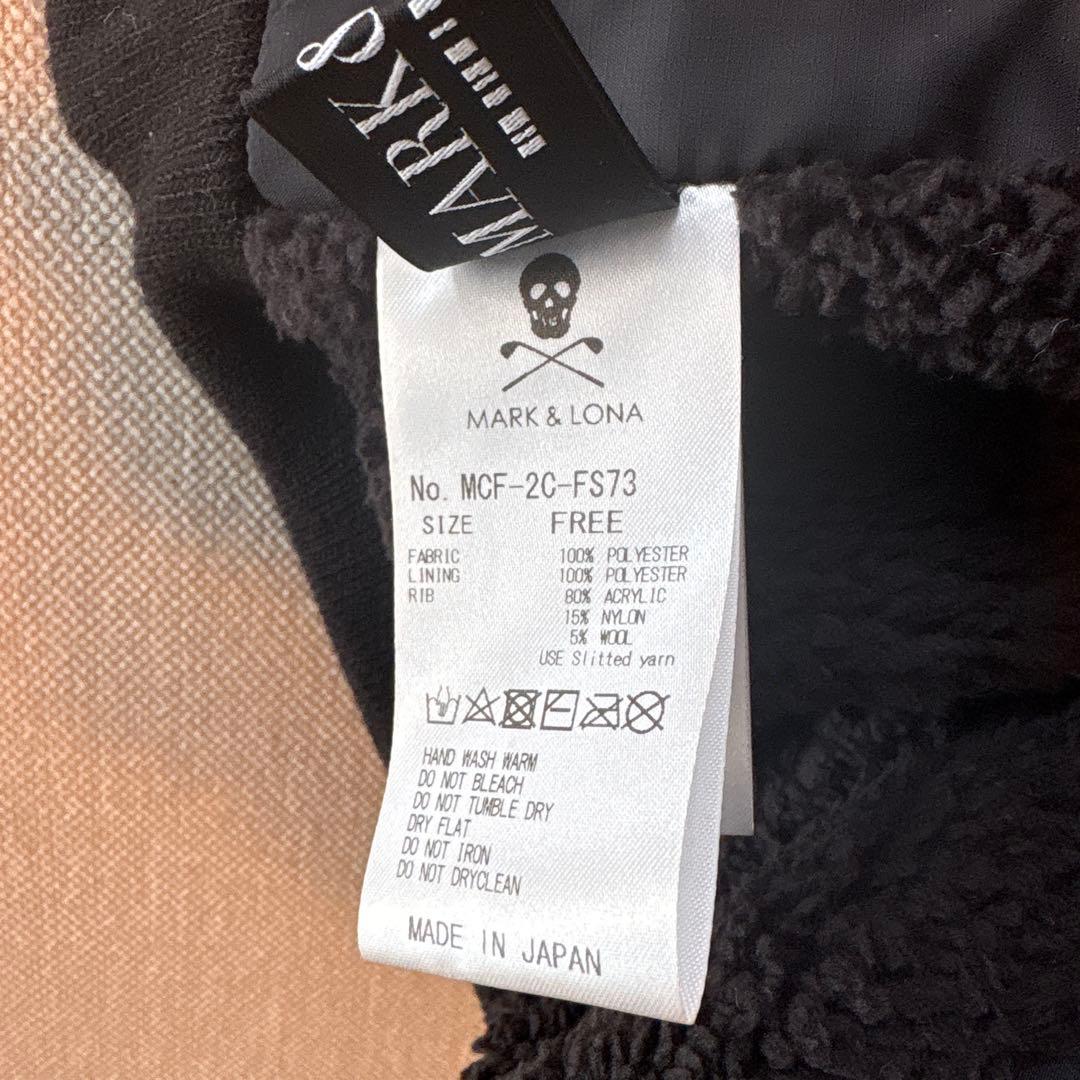 MARK &
MARK & LONA
No. MCF-2C-FS73
SIZE FREE
FABRIC 100% POLYESTER
LINING 100% POLYESTER
RIB 80% ACRYLIC
15% NYLON
5% WOOL
USE Slitted yarn
HAND WASH WARM
DO NOT BLEACH
DO NOT TUMBLE DRY
DRY FLAT
DO NOT IRON
DO NOT DRYCLEAN
MADE IN JAPAN